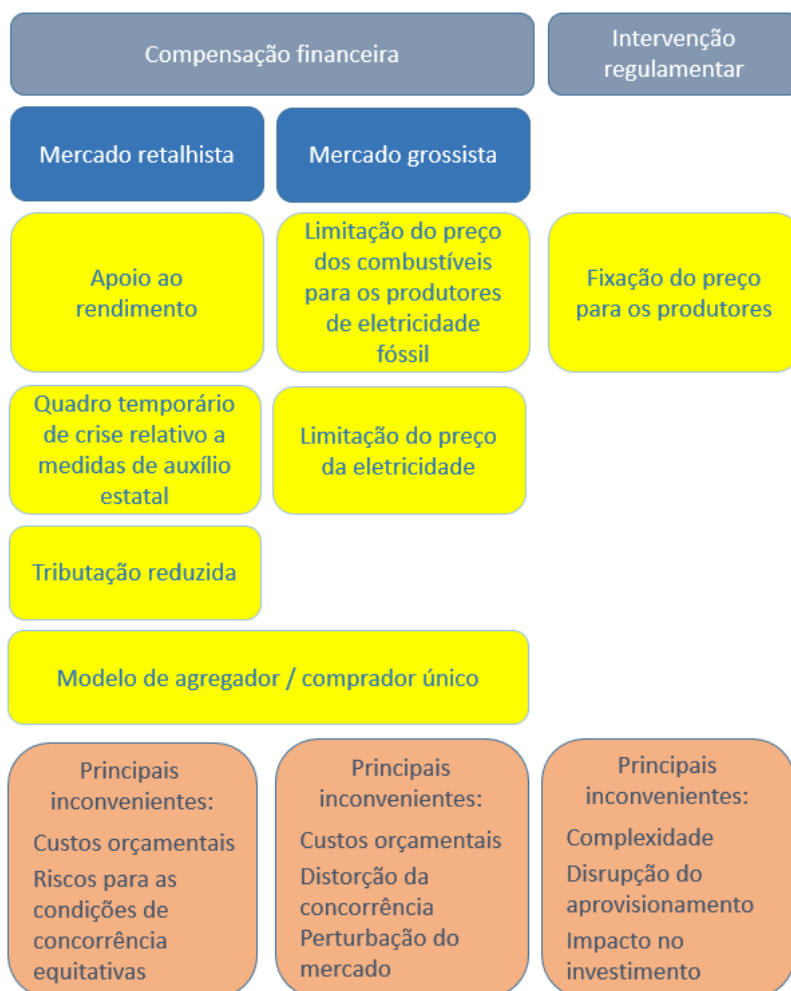 Compensação financeira
Intervenção
regulamentar
Mercado retalhista
Mercado grossista
Apoio ao
rendimento
Limitação do preço
dos combustíveis
para os produtores
de eletricidade
fóssil
Fixação do preço
para os produtores
Quadro temporário
de crise relativo a
medidas de auxílio
estatal
Limitação do preço
da eletricidade
Tributação reduzida
Modelo de agregador / comprador único
Principais
inconvenientes:
Custos orçamentais
Riscos para as
condições de
concorrência
equitativas
Principais
inconvenientes:
Custos orçamentais
Distorção da
concorrência
Perturbação do
mercado
Principais
inconvenientes:
Complexidade
Disrupção do
aprovisionamento
Impacto no
investimento